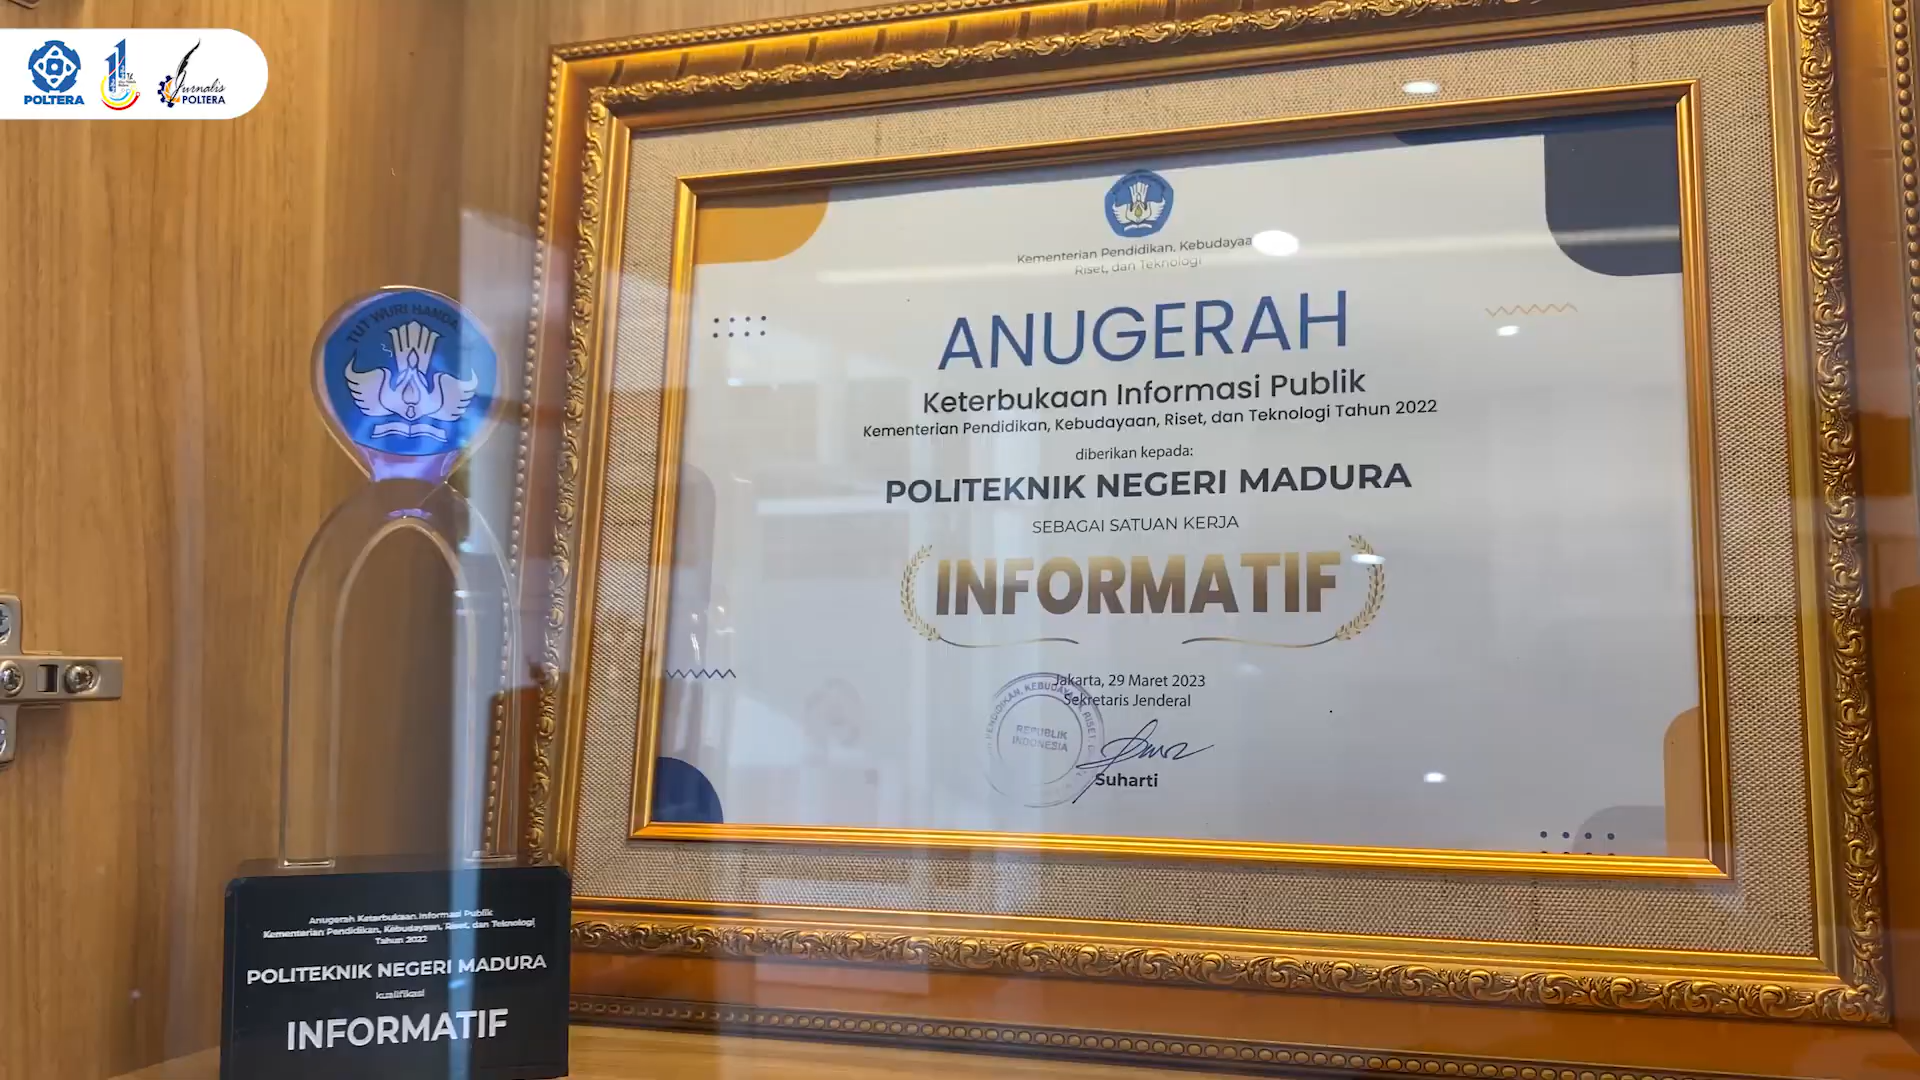 POLTERA
Jurnalis
POLTERA
TUT WURI HANDA
Kementerian Pendidikan, Kebudayaa
Riset, dan Teknologi
ANUGERAH
Keterbukaan Informasi Publik
Kementerian Pendidikan, Kebudayaan, Riset, dan Teknologi Tahun 2022
diberikan kepada:
POLITEKNIK NEGERI MADURA
SEBAGAI SATUAN KERJA
INFORMATIF
Jakarta, 29 Maret 2023
Sekretaris Jenderal
REPUBLIK
INDONESIA
Suharti
Anugerah Keterbukaan Informasi Publik
Kementerian Pendidikan, Kebudayaan, Riset, dan Teknologi
Tahun 2022
POLITEKNIK NEGERI MADURA
kualifikasi
INFORMATIF